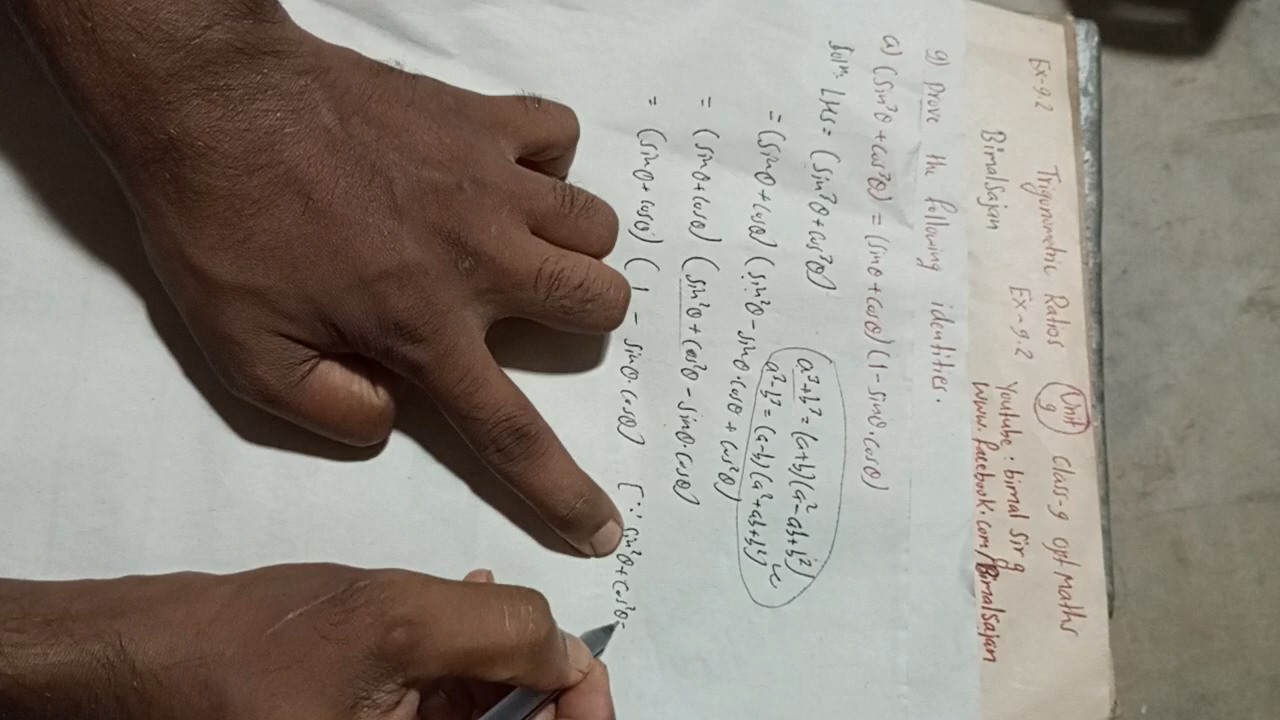 Ex-9.2 Trigonometric Ratios Unit 9 class-9 opt Maths
Bimalsajan Ex-9.2 Youtube: bimal sir g
www.facebook.com/Bimalsajan
9) prove the following identities.
a) (sin³θ + cos³θ) = (sinθ + cosθ) (1 - sinθ.cosθ)
Solⁿ: LHS = (sin³θ + cos³θ)
a³+b³ = (a+b)(a²-ab+b²)
a³-b³ = (a-b)(a²+ab+b²)
= (sinθ + cosθ) (sin²θ - sinθ.cosθ + cos²θ)
= (sinθ + cosθ) (sin²θ + cos²θ - sinθ.cosθ)
= (sinθ + cosθ) (1 - sinθ.cosθ) [∵ sin²θ + cos²θ =